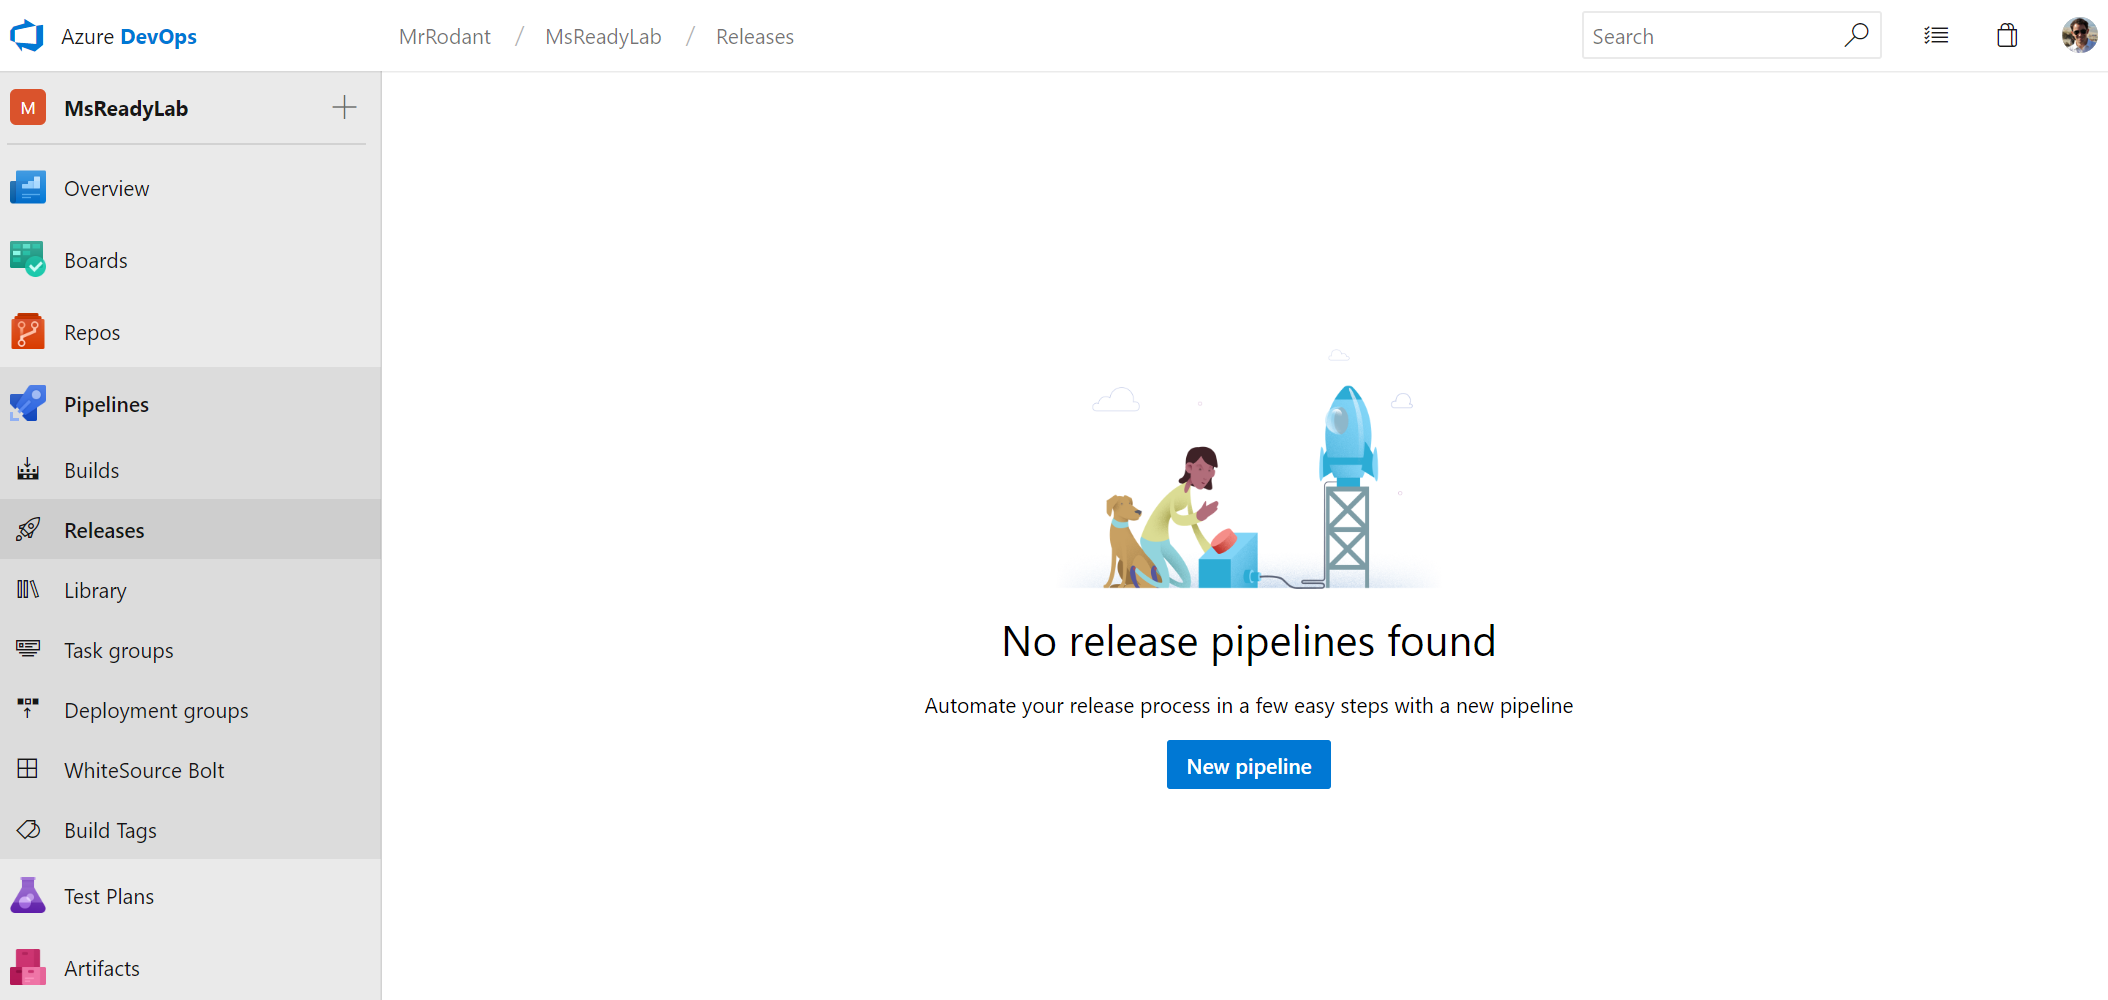 Azure DevOps
MrRodant / MsReadyLab / Releases
Search
M MsReadyLab
Overview
Boards
Repos
Pipelines
Builds
Releases
Library
Task groups
Deployment groups
WhiteSource Bolt
Build Tags
Test Plans
Artifacts
No release pipelines found
Automate your release process in a few easy steps with a new pipeline
New pipeline